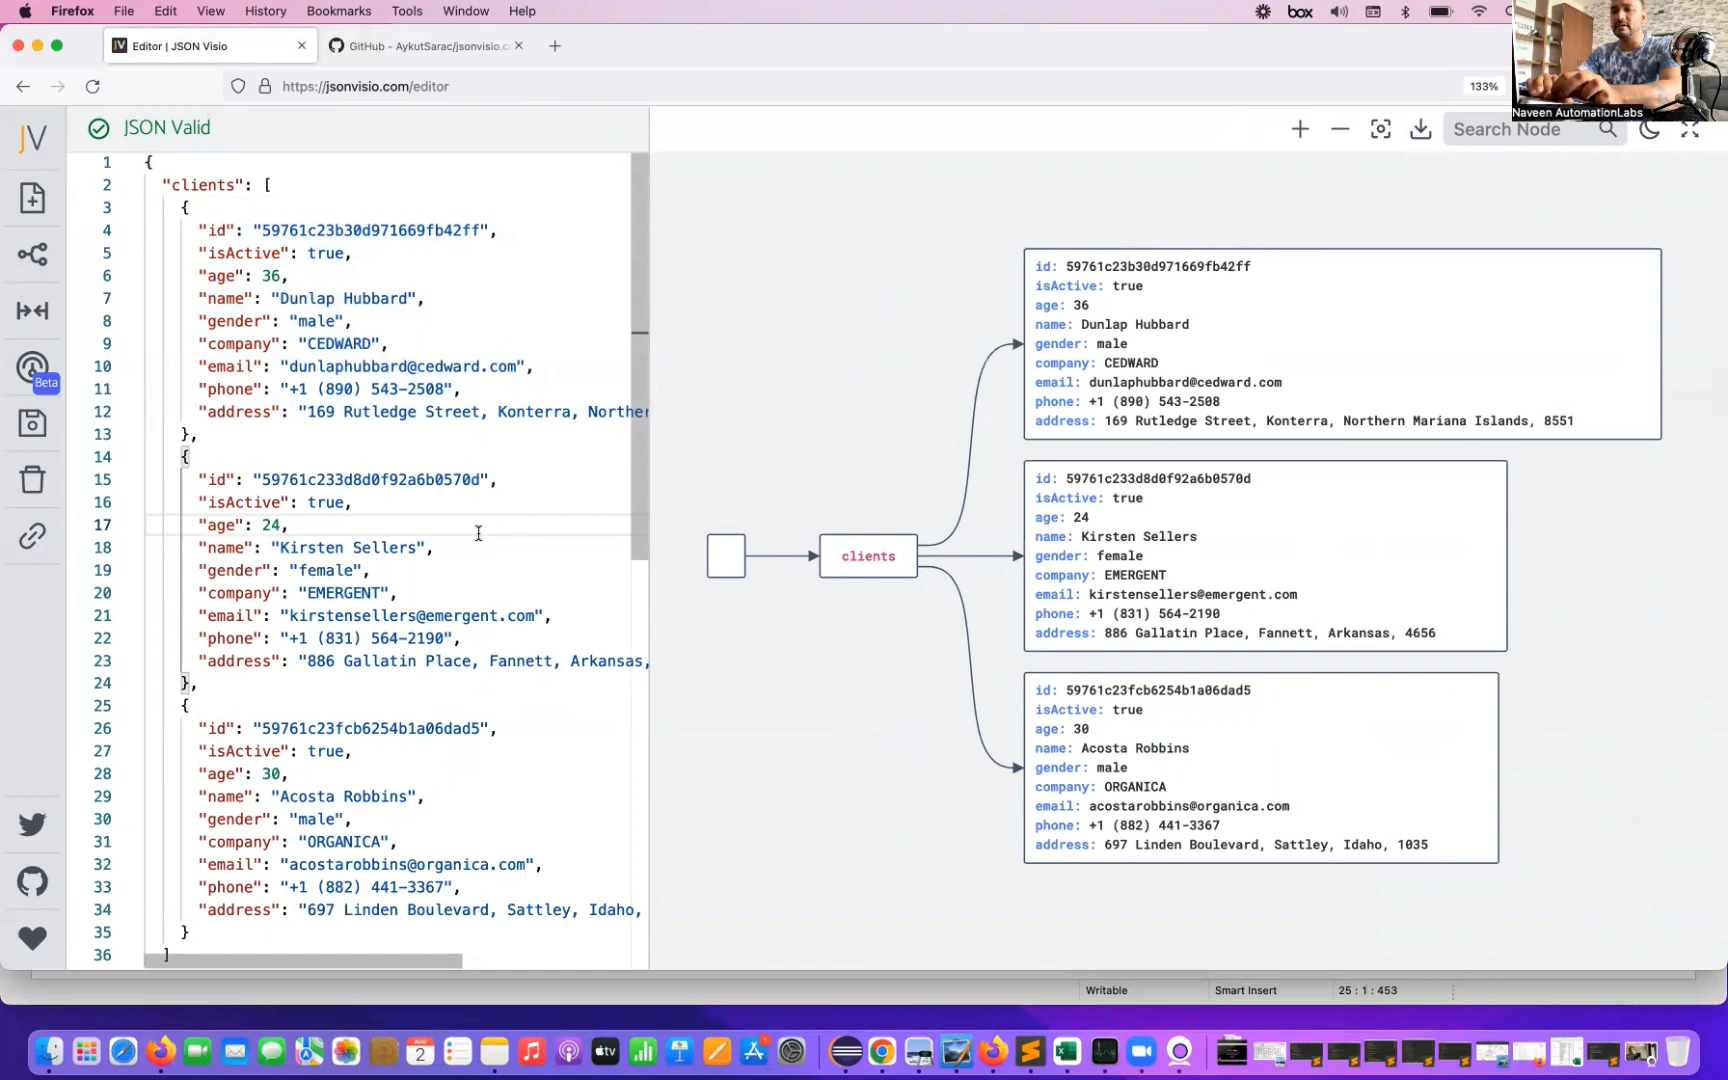 Firefox File Edit View History Bookmarks Tools Window Help box
Editor | JSON Visio
GitHub - AykutSarac/jsonvisio.c
https://jsonvisio.com/editor
133%
Naveen AutomationLabs
JV
JSON Valid
Search Node
Beta
1 {
2 "clients": [
3 {
4 "id": "59761c23b30d971669fb42ff",
5 "isActive": true,
6 "age": 36,
7 "name": "Dunlap Hubbard",
8 "gender": "male",
9 "company": "CEDWARD",
10 "email": "dunlaphubbard@cedward.com",
11 "phone": "+1 (890) 543-2508",
12 "address": "169 Rutledge Street, Konterra, Norther
13 },
14 {
15 "id": "59761c233d8d0f92a6b0570d",
16 "isActive": true,
17 "age": 24,
18 "name": "Kirsten Sellers",
19 "gender": "female",
20 "company": "EMERGENT",
21 "email": "kirstensellers@emergent.com",
22 "phone": "+1 (831) 564-2190",
23 "address": "886 Gallatin Place, Fannett, Arkansas,
24 },
25 {
26 "id": "59761c23fcb6254b1a06dad5",
27 "isActive": true,
28 "age": 30,
29 "name": "Acosta Robbins",
30 "gender": "male",
31 "company": "ORGANICA",
32 "email": "acostarobbins@organica.com",
33 "phone": "+1 (882) 441-3367",
34 "address": "697 Linden Boulevard, Sattley, Idaho,
35 }
36 ]
clients
id: 59761c23b30d971669fb42ff
isActive: true
age: 36
name: Dunlap Hubbard
gender: male
company: CEDWARD
email: dunlaphubbard@cedward.com
phone: +1 (890) 543-2508
address: 169 Rutledge Street, Konterra, Northern Mariana Islands, 8551
id: 59761c233d8d0f92a6b0570d
isActive: true
age: 24
name: Kirsten Sellers
gender: female
company: EMERGENT
email: kirstensellers@emergent.com
phone: +1 (831) 564-2190
address: 886 Gallatin Place, Fannett, Arkansas, 4656
id: 59761c23fcb6254b1a06dad5
isActive: true
age: 30
name: Acosta Robbins
gender: male
company: ORGANICA
email: acostarobbins@organica.com
phone: +1 (882) 441-3367
address: 697 Linden Boulevard, Sattley, Idaho, 1035
Writable Smart Insert 25 : 1 : 453
AUG
2
tv